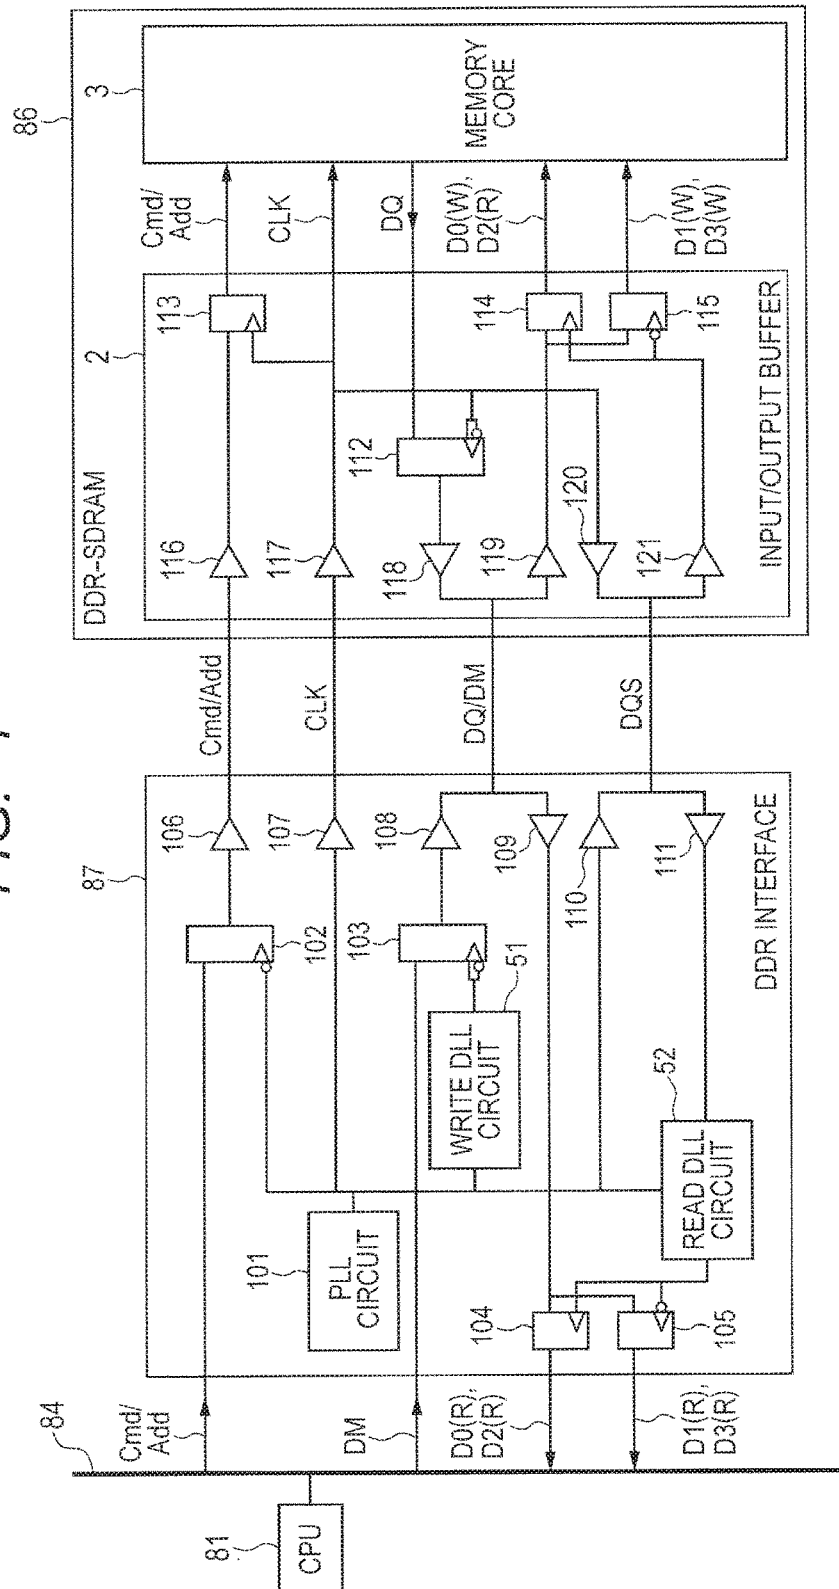 DDR-SDRAM
86
2
3
Cmd/
Add
113
116
CLK
117
DQ
112
118
D0(W),
D2(R)
114
119
120
D1(W),
D3(W)
115
121
INPUT/OUTPUT BUFFER
MEMORY
CORE
Cmd/Add
CLK
DQ/DM
DQS
87
106
102
107
108
103
109
110
111
51
WRITE DLL
CIRCUIT
52
READ DLL
CIRCUIT
101
PLL
CIRCUIT
104
105
DDR INTERFACE
84
Cmd/
Add
DM
D0(R),
D2(R)
D1(R),
D3(R)
81
CPU